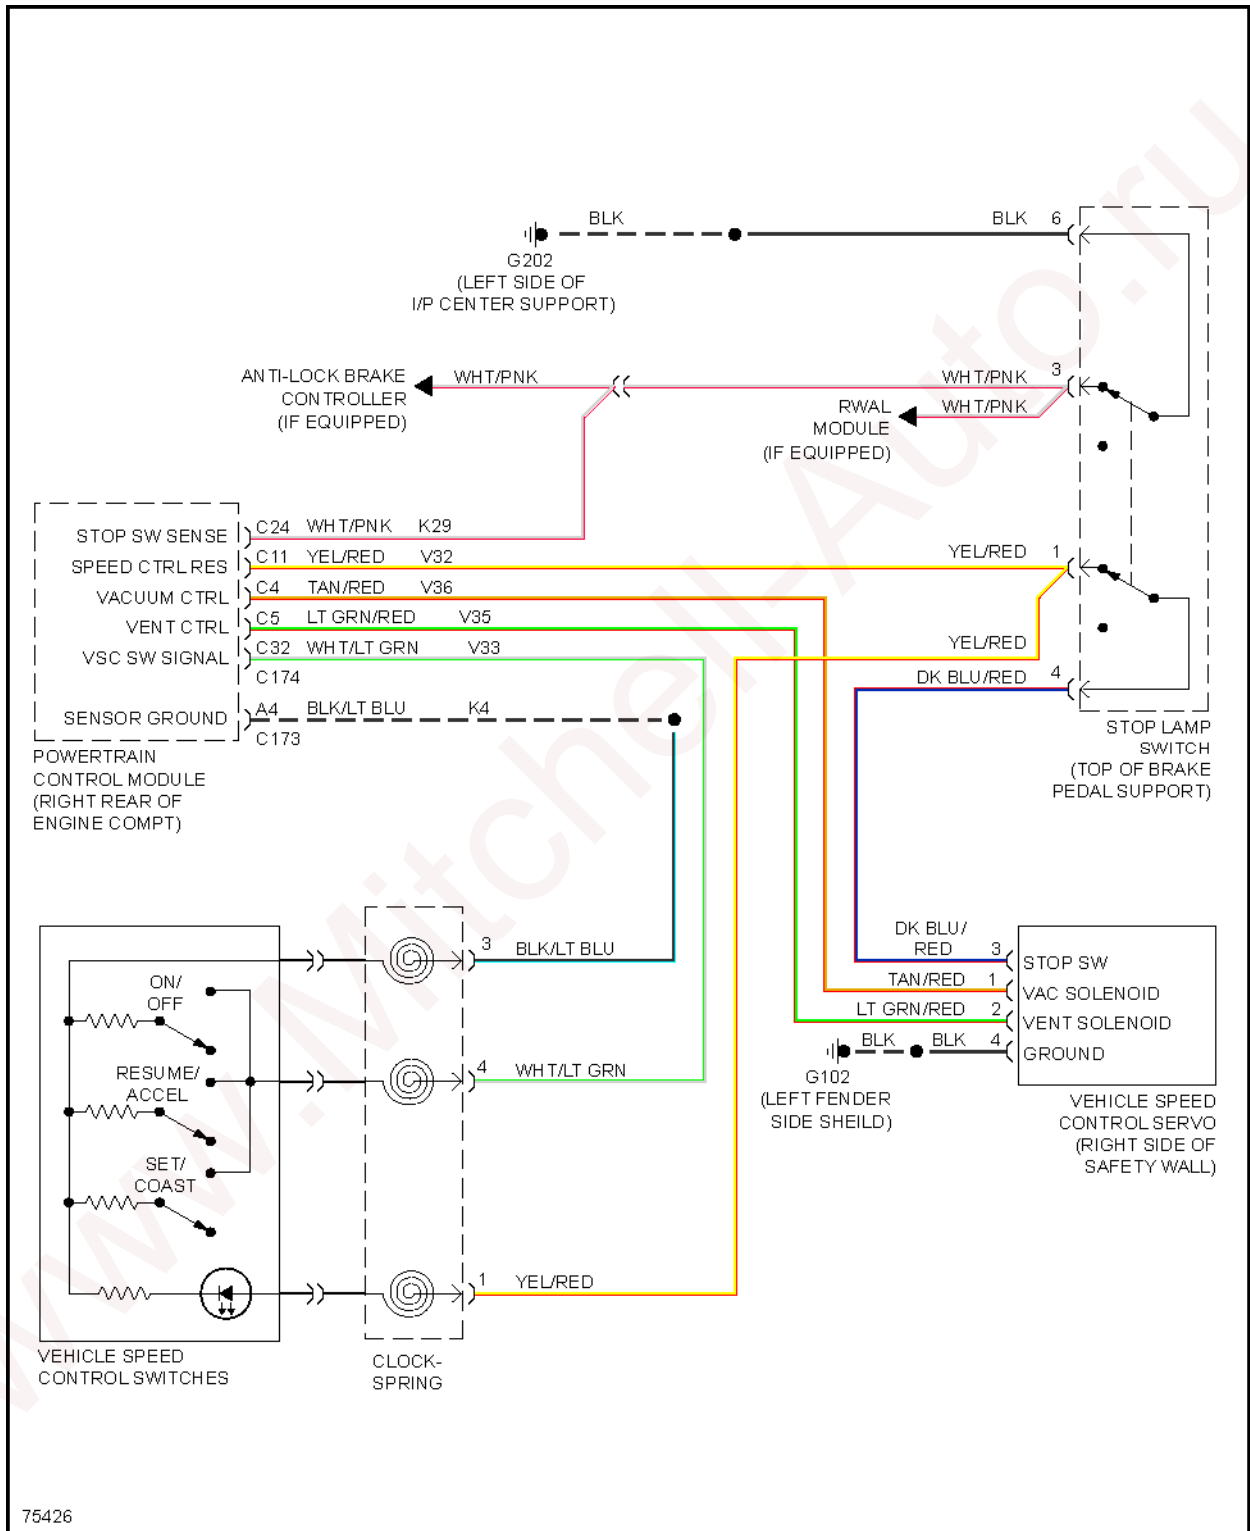 BLK
BLK 6
G202
(LEFT SIDE OF
I/P CENTER SUPPORT)
ANTI-LOCK BRAKE
CONTROLLER
(IF EQUIPPED)
WHT/PNK
WHT/PNK 3
RWAL
MODULE
(IF EQUIPPED)
WHT/PNK
STOP SW SENSE C24 WHT/PNK K29
SPEED CTRL RES C11 YEL/RED V32
VACUUM CTRL C4 TAN/RED V36
VENT CTRL C5 LT GRN/RED V35
VSC SW SIGNAL C32 WHT/LT GRN V33
C174
SENSOR GROUND A4 BLK/LT BLU K4
C173
POWERTRAIN
CONTROL MODULE
(RIGHT REAR OF
ENGINE COMPT)
YEL/RED 1
YEL/RED
DK BLU/RED 4
STOP LAMP
SWITCH
(TOP OF BRAKE
PEDAL SUPPORT)
DK BLU/
RED 3 STOP SW
TAN/RED 1 VAC SOLENOID
LT GRN/RED 2 VENT SOLENOID
BLK BLK 4 GROUND
G102
(LEFT FENDER
SIDE SHEILD)
VEHICLE SPEED
CONTROL SERVO
(RIGHT SIDE OF
SAFETY WALL)
ON/
OFF
RESUME/
ACCEL
SET/
COAST
3 BLK/LT BLU
4 WHT/LT GRN
1 YEL/RED
VEHICLE SPEED
CONTROL SWITCHES
CLOCK-
SPRING
75426
www.Mitchell-Auto.ru